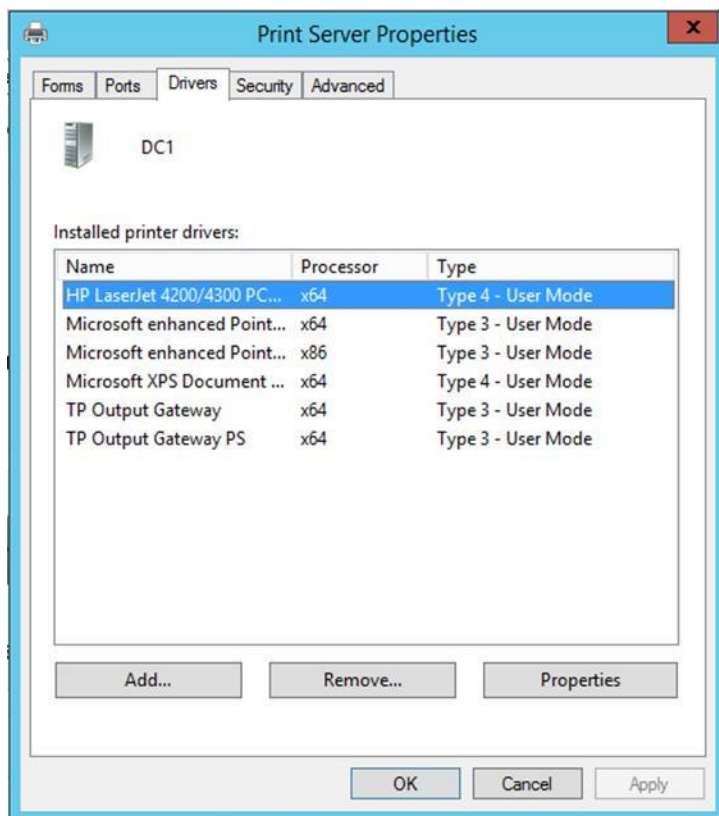 Print Server Properties
x
Forms Ports Drivers Security Advanced
DC1
Installed printer drivers:
Name Processor Type
HP LaserJet 4200/4300 PC... x64 Type 4 - User Mode
Microsoft enhanced Point... x64 Type 3 - User Mode
Microsoft enhanced Point... x86 Type 3 - User Mode
Microsoft XPS Document ... x64 Type 4 - User Mode
TP Output Gateway x64 Type 3 - User Mode
TP Output Gateway PS x64 Type 3 - User Mode
Add... Remove... Properties
OK Cancel Apply